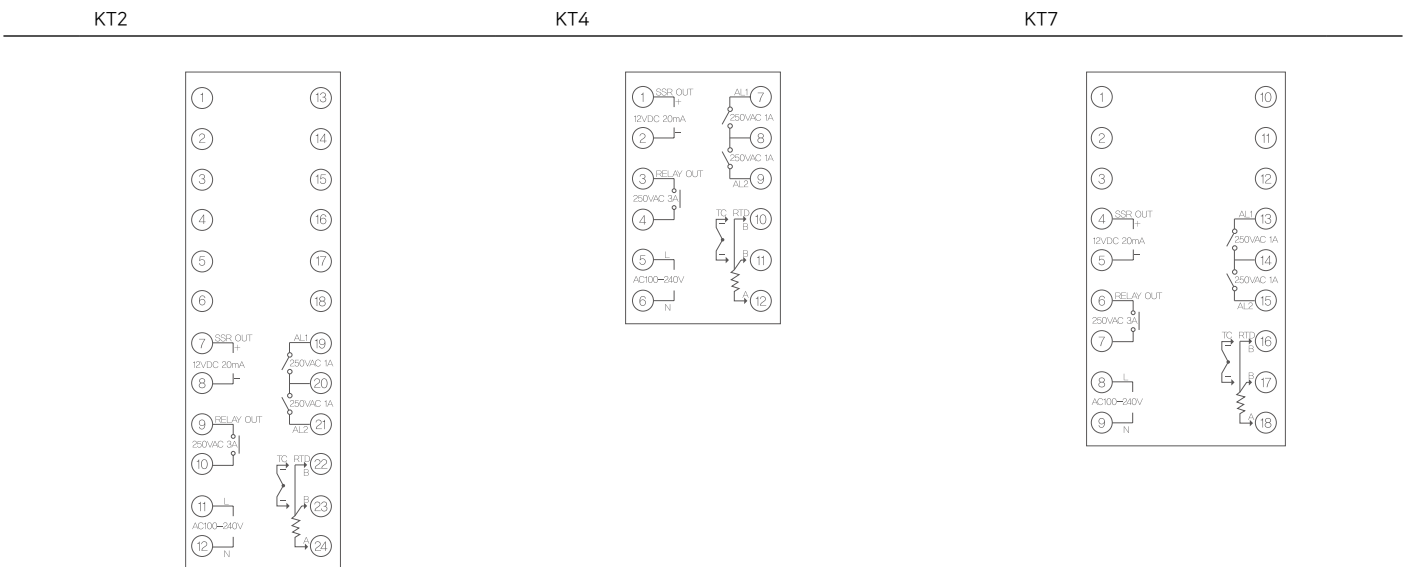 KT2 KT4 KT7
1 13
2 14
3 15
4 16
5 17
6 18
7 SSR OUT AL1 19
+
12VDC 20mA 250VAC 1A
8 20
250VAC 1A
9 RELAY OUT AL2 21
250VAC 3A
10 TC RTD 22
B
11 L B 23
AC100-240V
12 N A 24
1 SSR OUT AL1 7
+
12VDC 20mA 250VAC 1A
2 8
250VAC 1A
3 RELAY OUT AL2 9
250VAC 3A
4 TC RTD 10
B
5 L B 11
AC100-240V
6 N A 12
1 10
2 11
3 12
4 SSR OUT AL1 13
+
12VDC 20mA 250VAC 1A
5 14
250VAC 1A
6 RELAY OUT AL2 15
250VAC 3A
7 TC RTD 16
B
8 L B 17
AC100-240V
9 N A 18